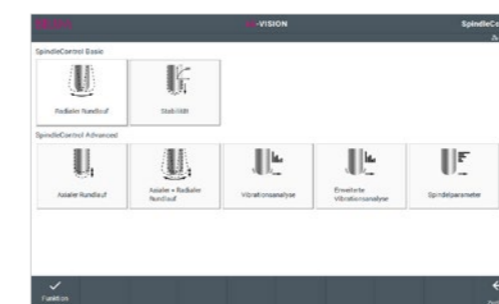 -VISION
SpindleCo
SpindleControl Basic
Radialer Rundlauf
Stabilität
SpindleControl Advanced
Axialer Rundlauf
Axialer + Radialer
Rundlauf
Vibrationsanalyse
Erweiterte
Vibrationsanalyse
Spindelparameter
Funktion